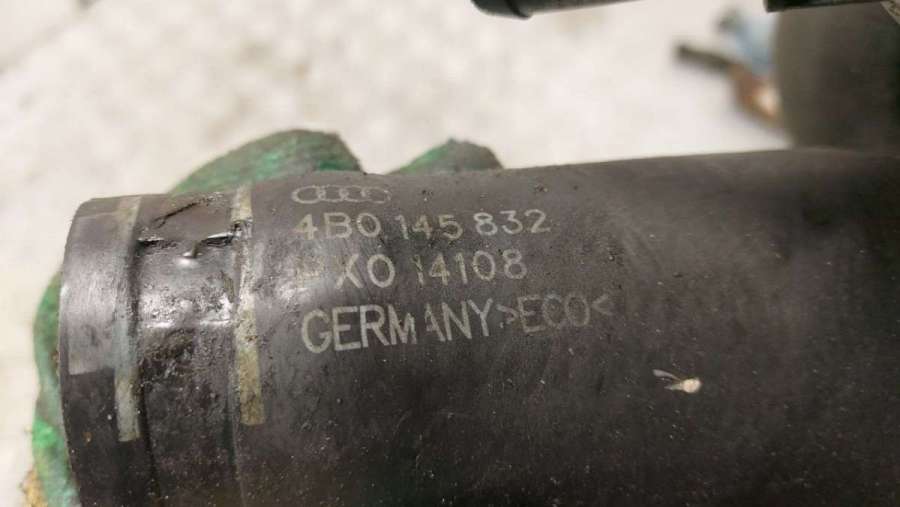 4B0 145 832
XO 14108
GERMANY >ECO<